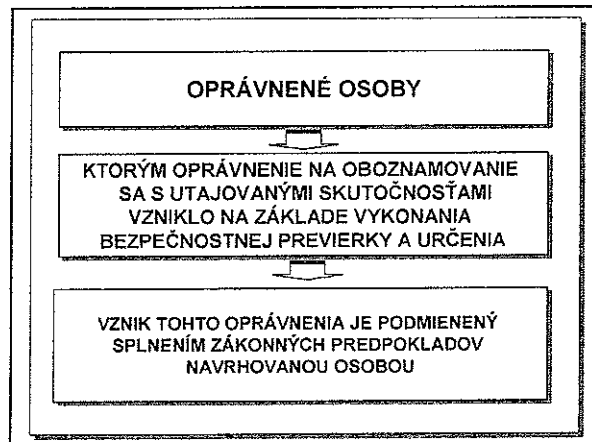 OPRÁVNENÉ OSOBY
KTORÝM OPRÁVNENIE NA OBOZNAMOVANIE
SA S UTAJOVANÝMI SKUTOČNOSŤAMI
VZNIKLO NA ZÁKLADE VYKONANIA
BEZPEČNOSTNEJ PREVIERKY A URČENIA
VZNIK TOHTO OPRÁVNENIA JE PODMIENENÝ
SPLNENÍM ZÁKONNÝCH PREDPOKLADOV
NAVRHOVANOU OSOBOU